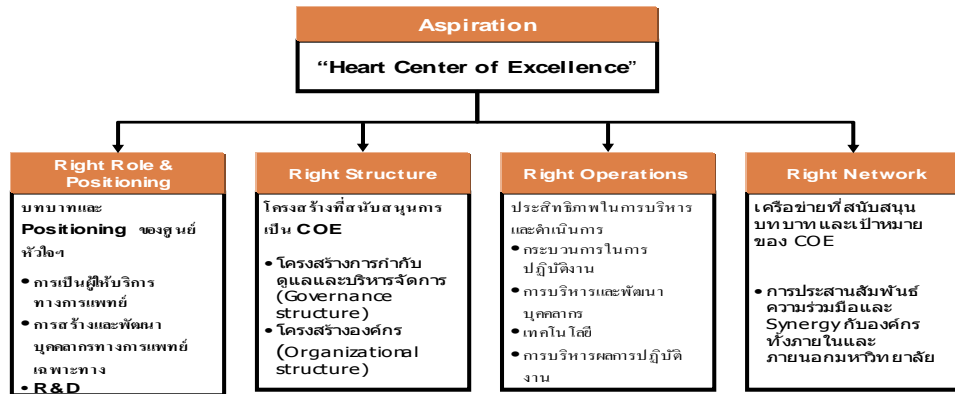 Aspiration
“Heart Center of Excellence”
Right Role &
Positioning
บทบาทและ
Positioning ของศูนย์
หัวใจฯ
• การเป็นผู้ให้บริการ
ทางการแพทย์
• การสร้างและพัฒนา
บุคลากรทางการแพทย์
เฉพาะทาง
• R&D
Right Structure
โครงสร้างที่สนับสนุนการ
เป็น COE
• โครงสร้างการกำกับ
ดูแลและบริหารจัดการ
(Governance
structure)
• โครงสร้างองค์กร
(Organizational
structure)
Right Operations
ประสิทธิภาพในการบริหาร
และดำเนินการ
• กระบวนการในการ
ปฏิบัติงาน
• การบริหารและพัฒนา
บุคลากร
• เทคโนโลยี
• การบริหารผลการปฏิบัติ
งาน
Right Network
เครือข่ายที่สนับสนุน
บทบาทและเป้าหมาย
ของ COE
• การประสานสัมพันธ์
ความร่วมมือและ
Synergy กับองค์กร
ทั้งภายในและ
ภายนอกมหาวิทยาลัย